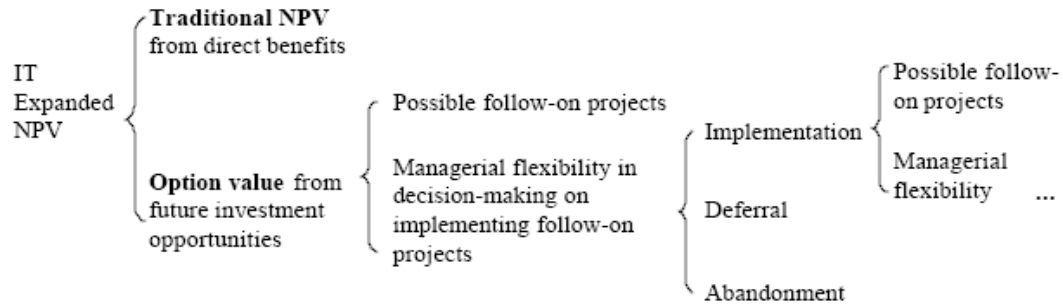 IT
Expanded
NPV
Traditional NPV
from direct benefits
Option value from
future investment
opportunities
Possible follow-on projects
Managerial flexibility in
decision-making on
implementing follow-on
projects
Implementation
Deferral
Abandonment
Possible follow-
on projects
Managerial
flexibility ...